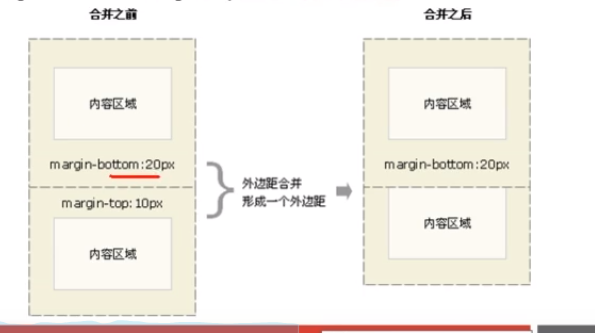 合并之前
合并之后
内容区域
内容区域
margin-bottom:20px
margin-bottom:20px
margin-top:10px
外边距合并
形成一个外边距
内容区域
内容区域